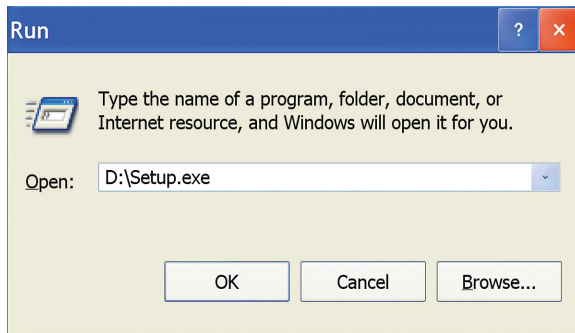 Run
?
×
Type the name of a program, folder, document, or
Internet resource, and Windows will open it for you.
Open: D:\Setup.exe
OK Cancel Browse...